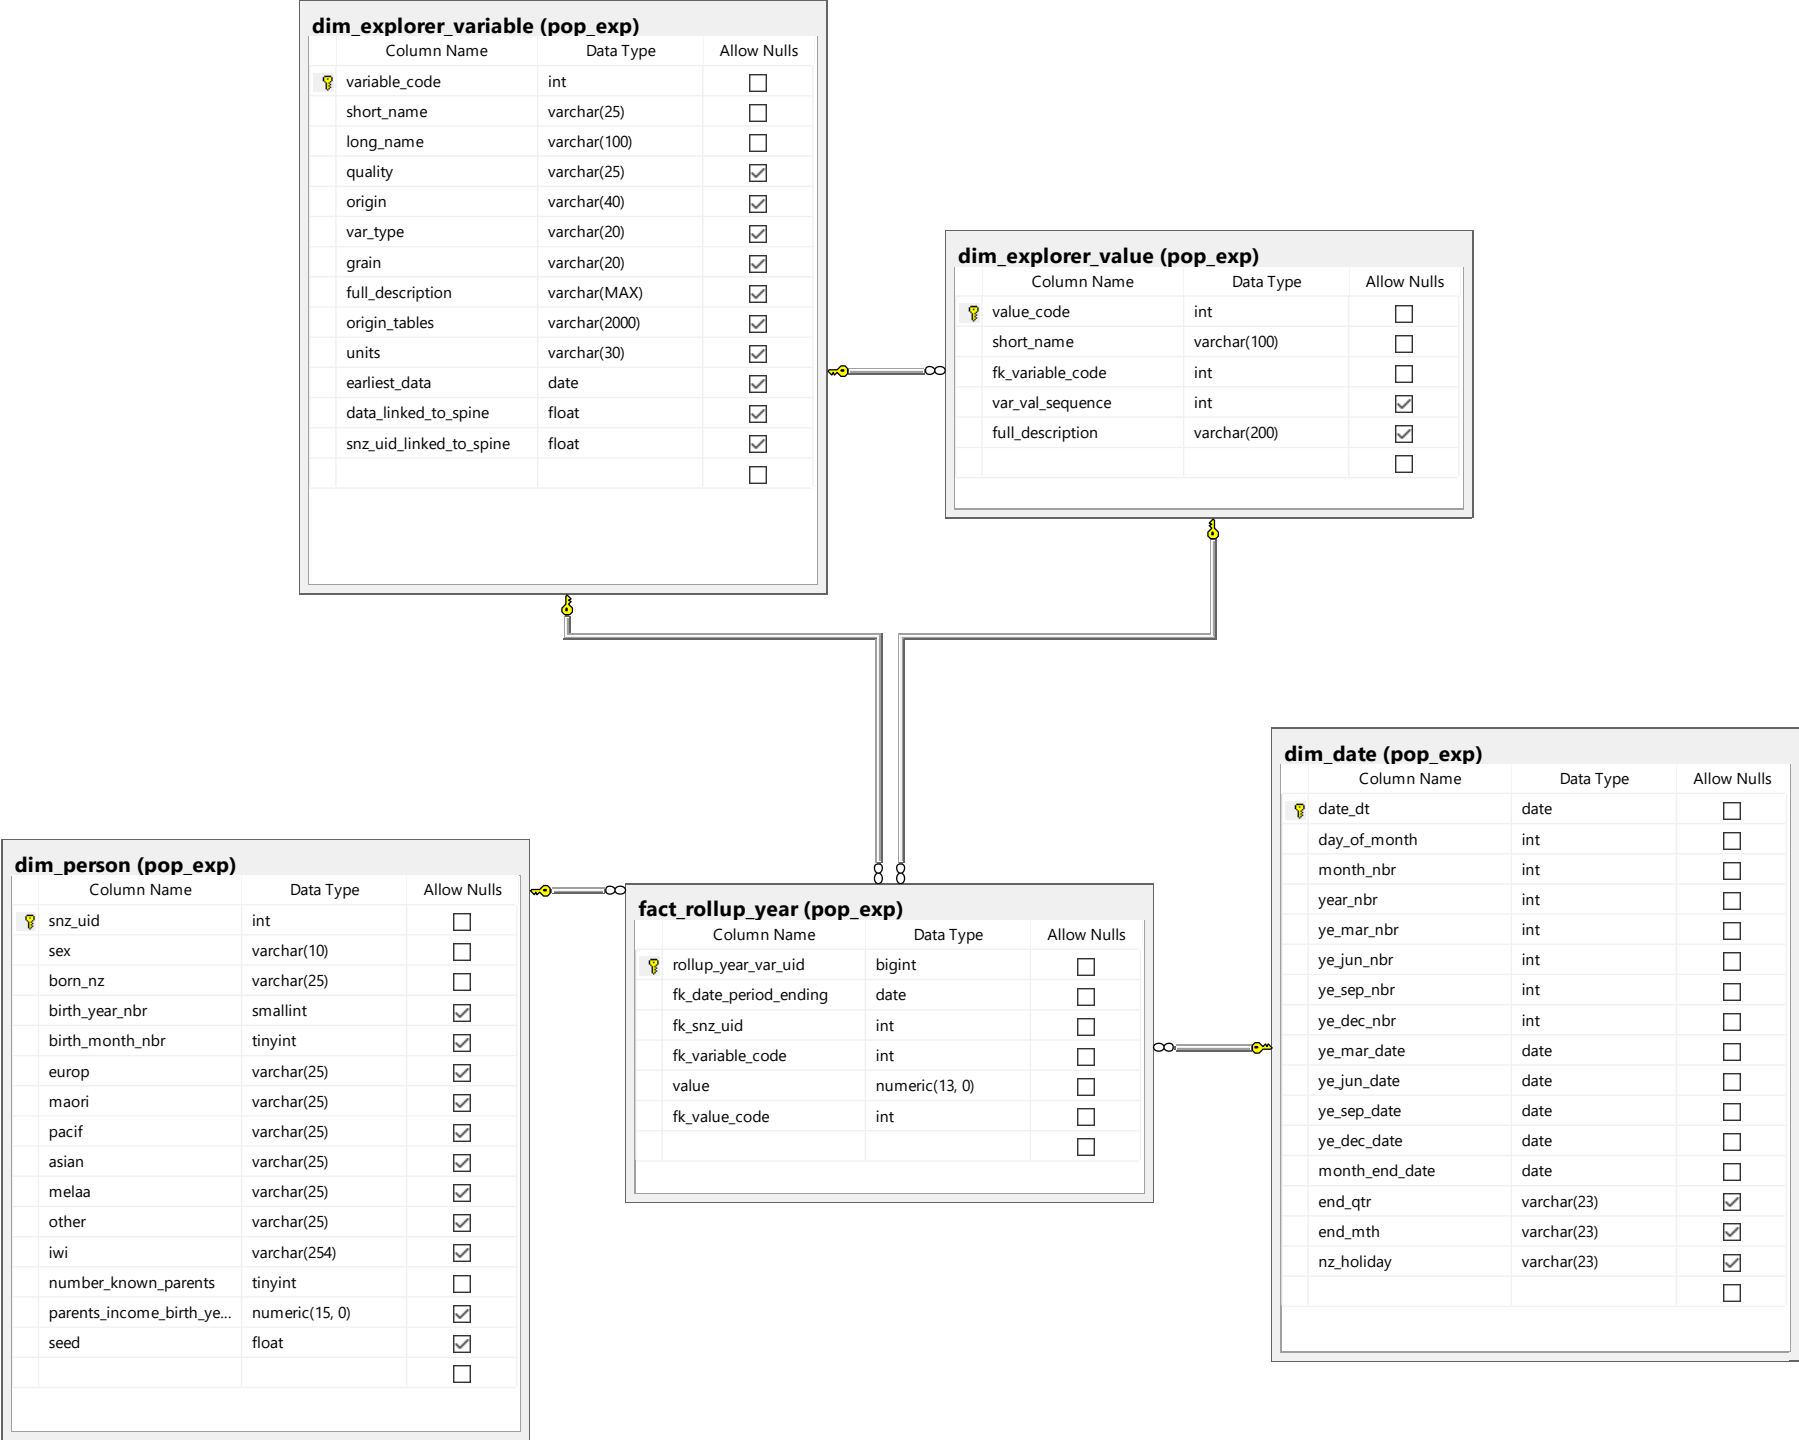 dim_explorer_variable (pop_exp)
Column Name Data Type Allow Nulls
variable_code int
short_name varchar(25)
long_name varchar(100)
quality varchar(25)
origin varchar(40)
var_type varchar(20)
grain varchar(20)
full_description varchar(MAX)
origin_tables varchar(2000)
units varchar(30)
earliest_data date
data_linked_to_spine float
snz_uid_linked_to_spine float
dim_explorer_value (pop_exp)
Column Name Data Type Allow Nulls
value_code int
short_name varchar(100)
fk_variable_code int
var_val_sequence int
full_description varchar(200)
dim_person (pop_exp)
Column Name Data Type Allow Nulls
snz_uid int
sex varchar(10)
born_nz varchar(25)
birth_year_nbr smallint
birth_month_nbr tinyint
europ varchar(25)
maori varchar(25)
pacif varchar(25)
asian varchar(25)
melaa varchar(25)
other varchar(25)
iwi varchar(254)
number_known_parents tinyint
parents_income_birth_ye... numeric(15, 0)
seed float
fact_rollup_year (pop_exp)
Column Name Data Type Allow Nulls
rollup_year_var_uid bigint
fk_date_period_ending date
fk_snz_uid int
fk_variable_code int
value numeric(13, 0)
fk_value_code int
dim_date (pop_exp)
Column Name Data Type Allow Nulls
date_dt date
day_of_month int
month_nbr int
year_nbr int
ye_mar_nbr int
ye_jun_nbr int
ye_sep_nbr int
ye_dec_nbr int
ye_mar_date date
ye_jun_date date
ye_sep_date date
ye_dec_date date
month_end_date date
end_qtr varchar(23)
end_mth varchar(23)
nz_holiday varchar(23)